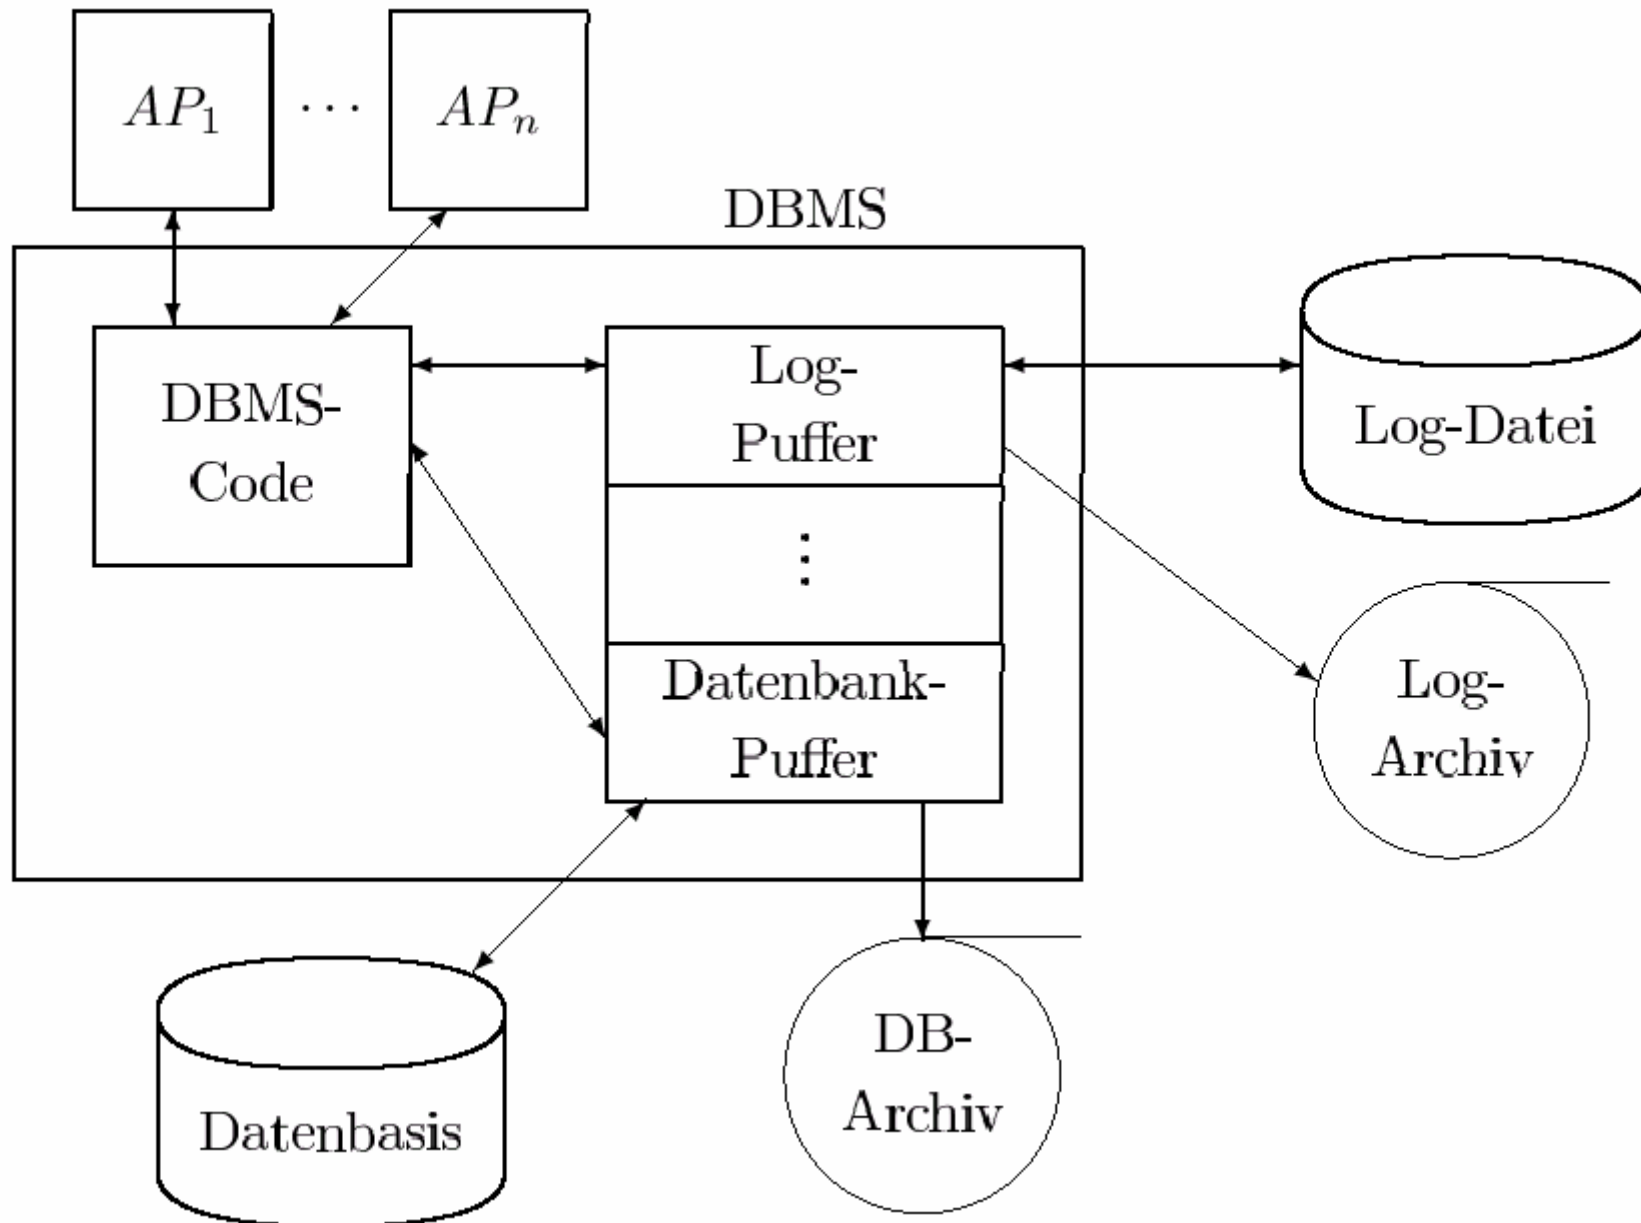 AP₁ ··· APₙ
DBMS
DBMS-
Code
Log-
Puffer
⋮
Datenbank-
Puffer
Log-Datei
Log-
Archiv
Datenbasis
DB-
Archiv